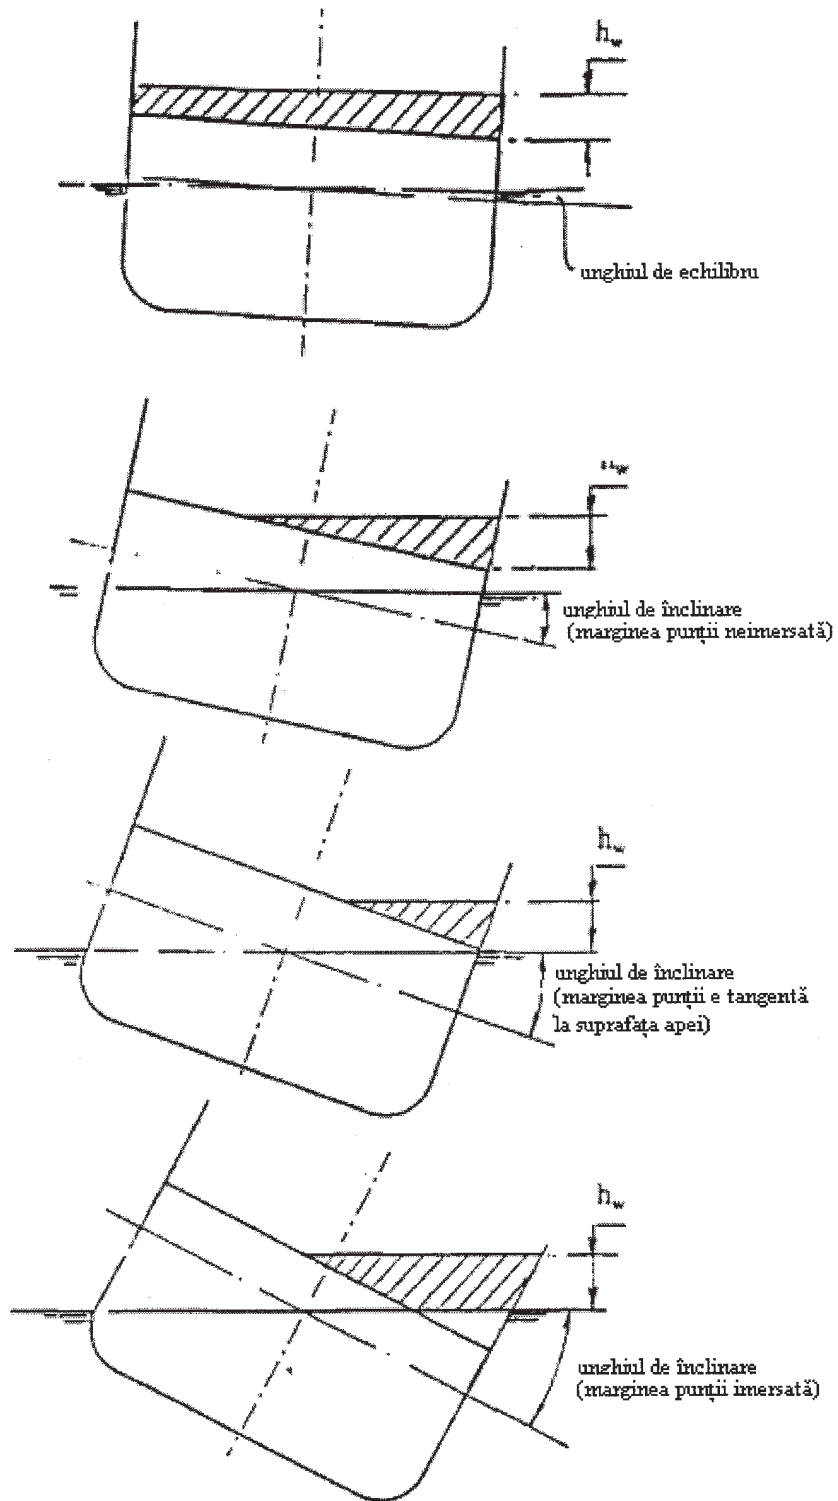 h_w
unghiul de echilibru
unghiul de înclinare
(marginea punții neimersată)
h_w
unghiul de înclinare
(marginea punții e tangentă
la suprafața apei)
h_w
unghiul de înclinare
(marginea punții imersată)